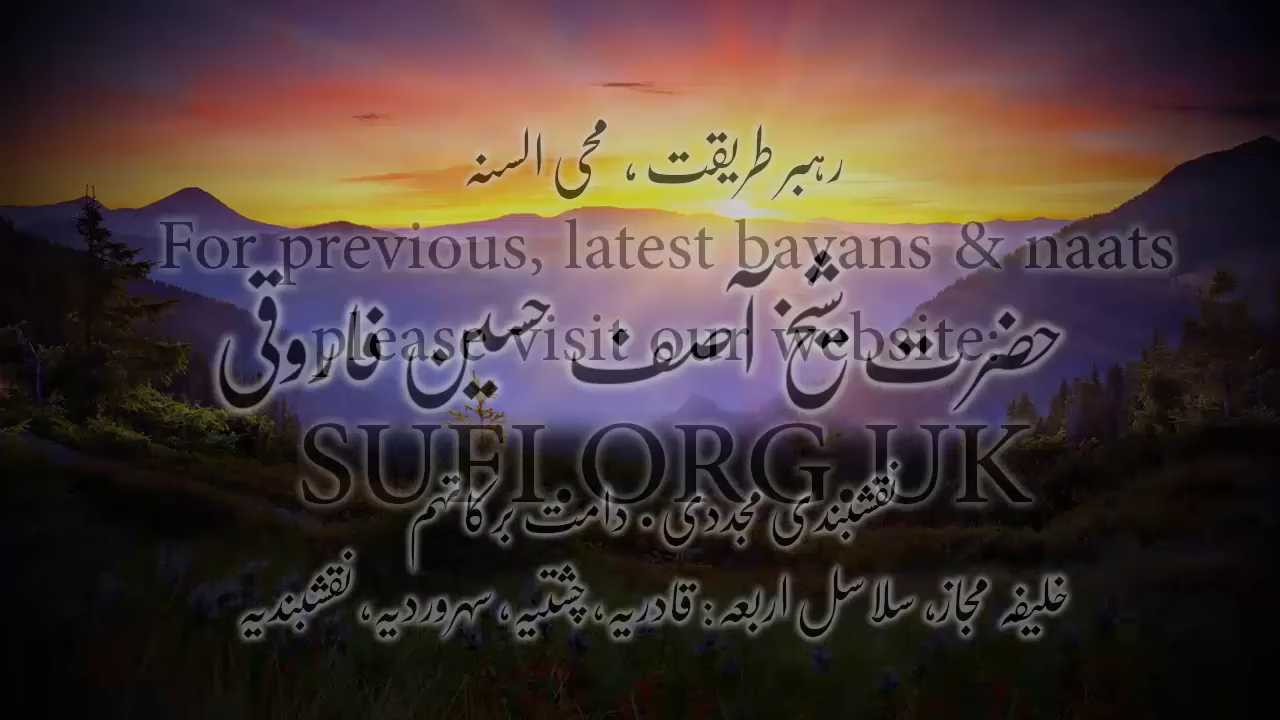 رہبر طریقت، محی السنہ
For previous, latest bayans & naats
حضرت شیخ آصف حسین فاروقی
please visit our website:
SUFI.ORG.UK
نقشبندی مجددی . دامت برکاتہم
خلیفہ مجاز، سلاسل اربعہ: قادریہ، چشتیہ، سہروردیہ، نقشبندیہ